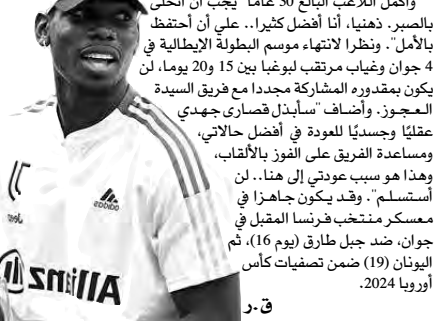 وأكمل اللاعب البالغ 30 عاما "يجب أن أتحلى
بالصبر. ذهنيا، أنا أفضل كثيرا.. علي أن أحتفظ
بالأمل". ونظرا لانتهاء موسم البطولة الإيطالية في
4 جوان وغياب مرتقب لبوغبا بين 15 و20 يوما، لن
يكون بمقدوره المشاركة مجددا مع فريق السيدة
العجوز. وأضاف "سأبذل قصارى جهدي
عقليًا وجسديًا للعودة في أفضل حالاتي،
ومساعدة الفريق على الفوز بالألقاب،
وهذا هو سبب عودتي إلى هنا.. لن
أستسلم". وقد يكون جاهزا في
معسكر منتخب فرنسا المقبل في
جوان، ضد جبل طارق (يوم 16)، ثم
اليونان (19) ضمن تصفيات كأس
أوروبا 2024.
ق.ر
adidas
Allianz